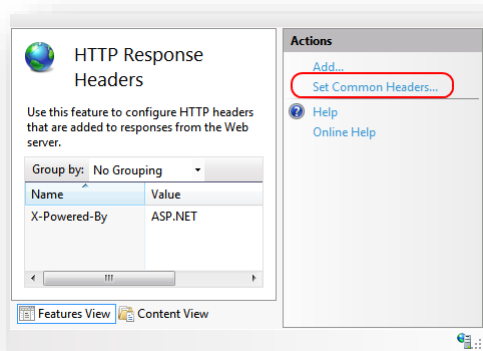 HTTP Response
Headers
Use this feature to configure HTTP headers
that are added to responses from the Web
server.
Group by: No Grouping
Name Value
X-Powered-By ASP.NET
Features View Content View
Actions
Add...
Set Common Headers...
Help
Online Help